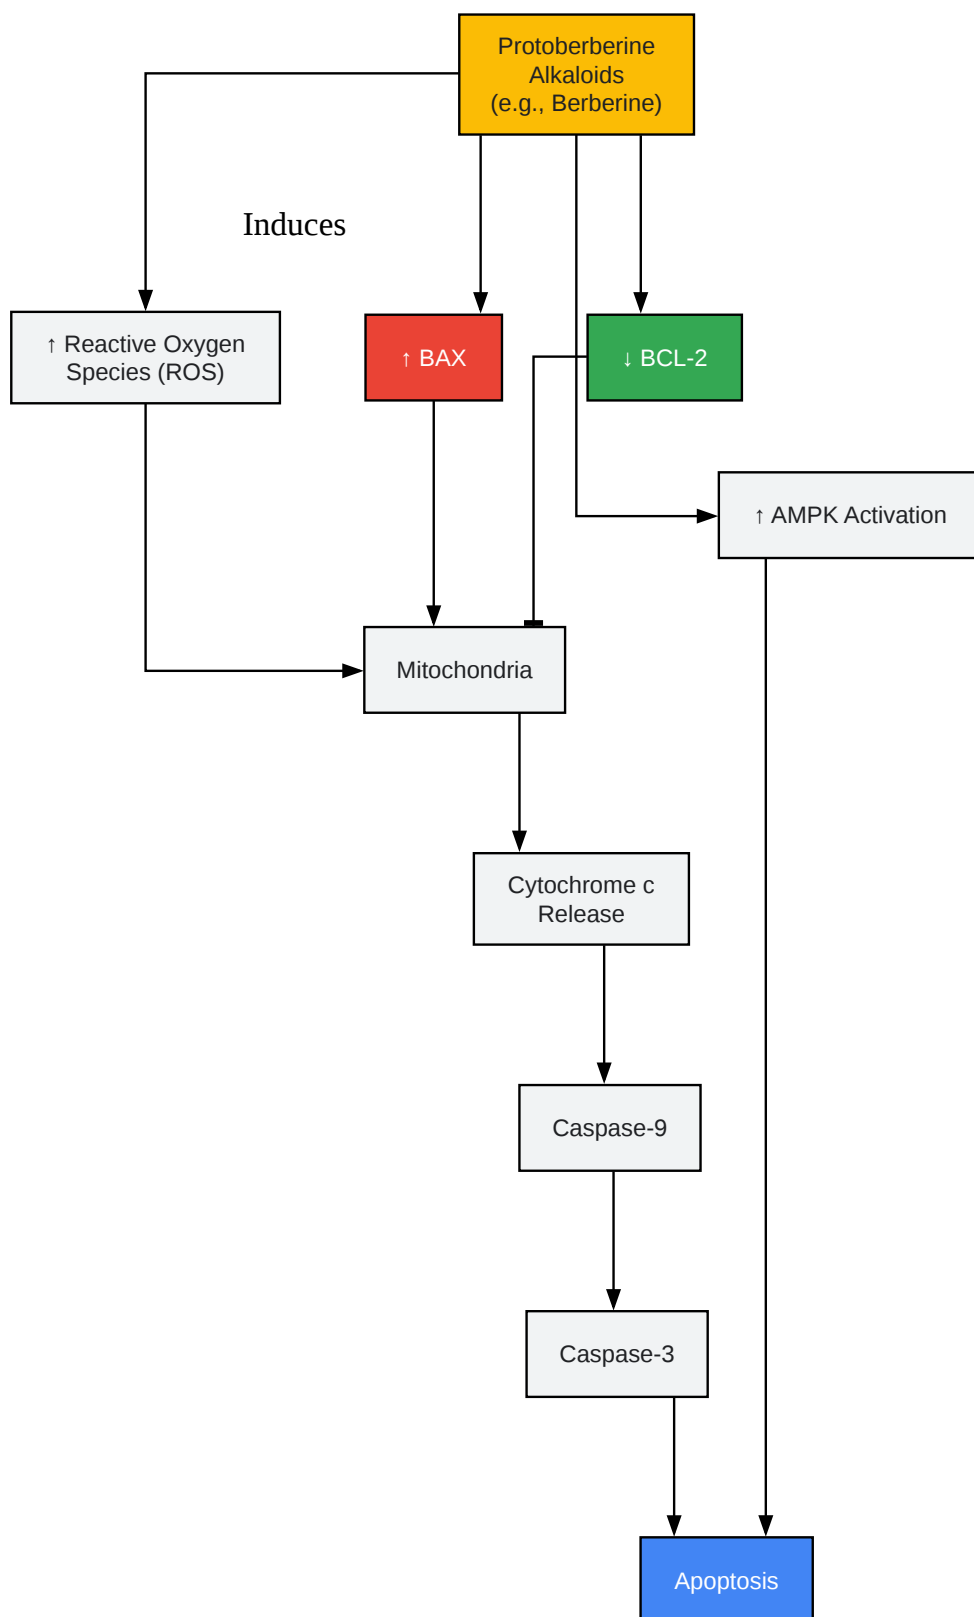 Protoberberine
Alkaloids
(e.g., Berberine)
Induces
↑ Reactive Oxygen
Species (ROS)
↑ BAX
↓ BCL-2
↑ AMPK Activation
Mitochondria
Cytochrome c
Release
Caspase-9
Caspase-3
Apoptosis